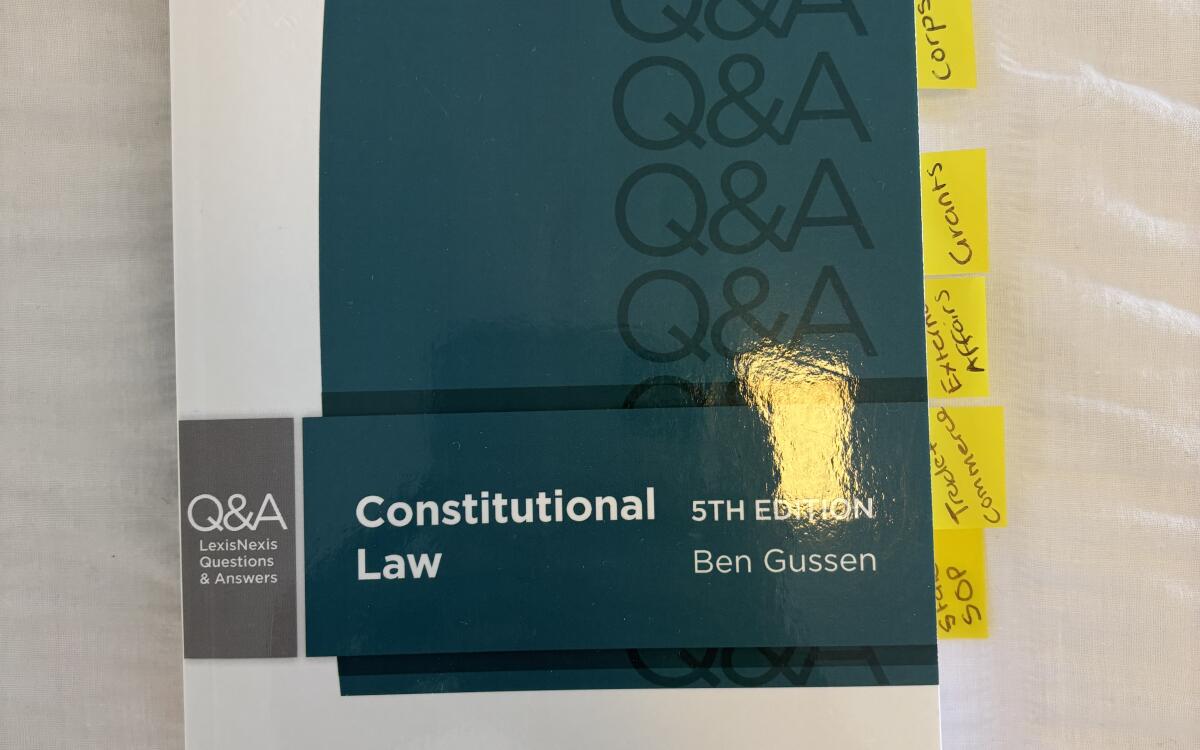 Q&A
Q&A
Q&A
Q&A
Q&A
LexisNexis
Questions
& Answers
Constitutional
Law
5TH EDITION
Ben Gussen
Q&A
Corps
Grants
External
Affairs
Trade &
Commerce
State
SOP